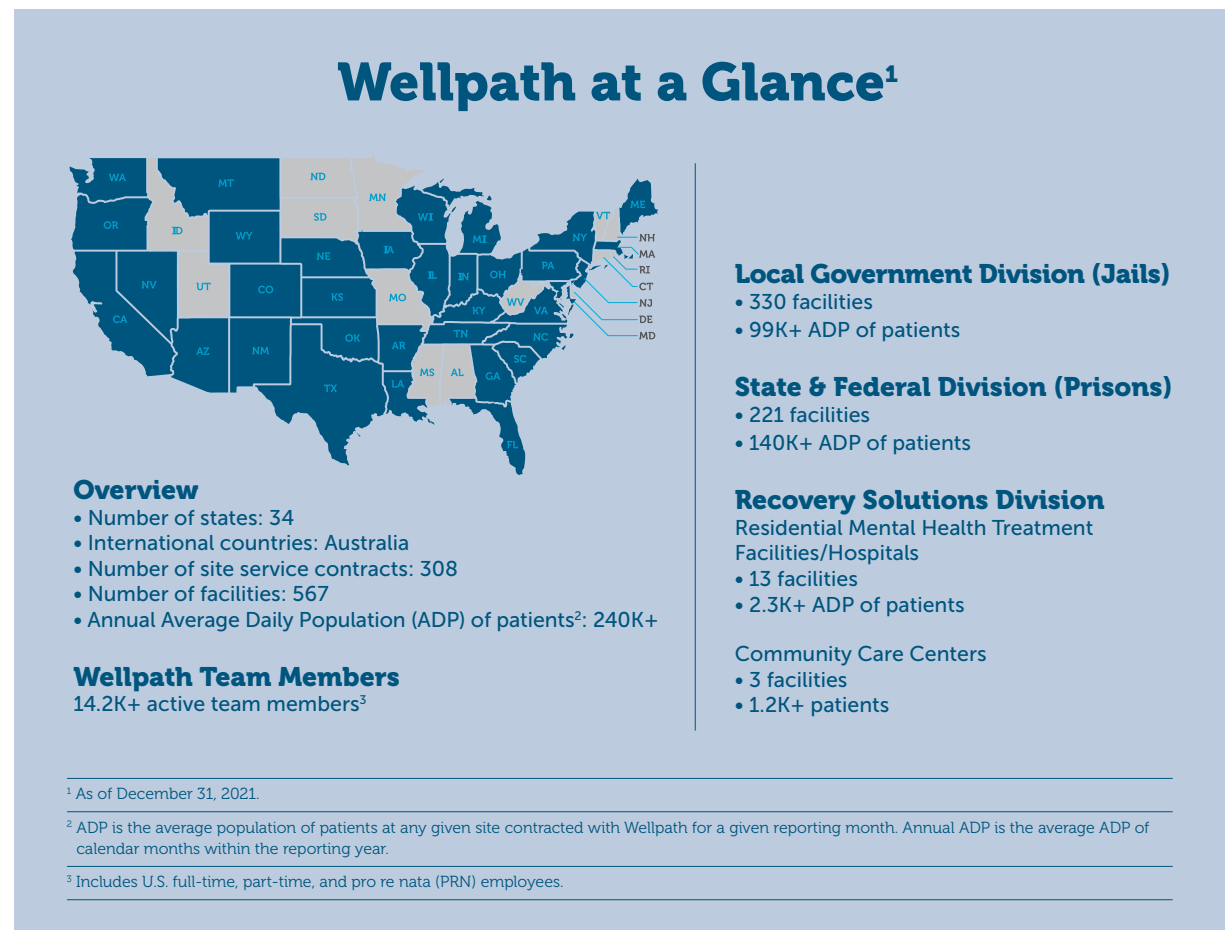 Wellpath at a Glance¹
WA
OR
CA
ID
NV
MT
WY
UT
AZ
CO
NM
ND
SD
NE
KS
OK
TX
MN
IA
MO
AR
LA
WI
IL
MI
IN
OH
KY
TN
MS
AL
GA
FL
SC
NC
VA
WV
PA
NY
VT
ME
NH
MA
RI
CT
NJ
DE
MD
Overview
• Number of states: 34
• International countries: Australia
• Number of site service contracts: 308
• Number of facilities: 567
• Annual Average Daily Population (ADP) of patients²: 240K+
Wellpath Team Members
14.2K+ active team members³
Local Government Division (Jails)
• 330 facilities
• 99K+ ADP of patients
State & Federal Division (Prisons)
• 221 facilities
• 140K+ ADP of patients
Recovery Solutions Division
Residential Mental Health Treatment
Facilities/Hospitals
• 13 facilities
• 2.3K+ ADP of patients
Community Care Centers
• 3 facilities
• 1.2K+ patients
¹ As of December 31, 2021.
² ADP is the average population of patients at any given site contracted with Wellpath for a given reporting month. Annual ADP is the average ADP of
calendar months within the reporting year.
³ Includes U.S. full-time, part-time, and pro re nata (PRN) employees.